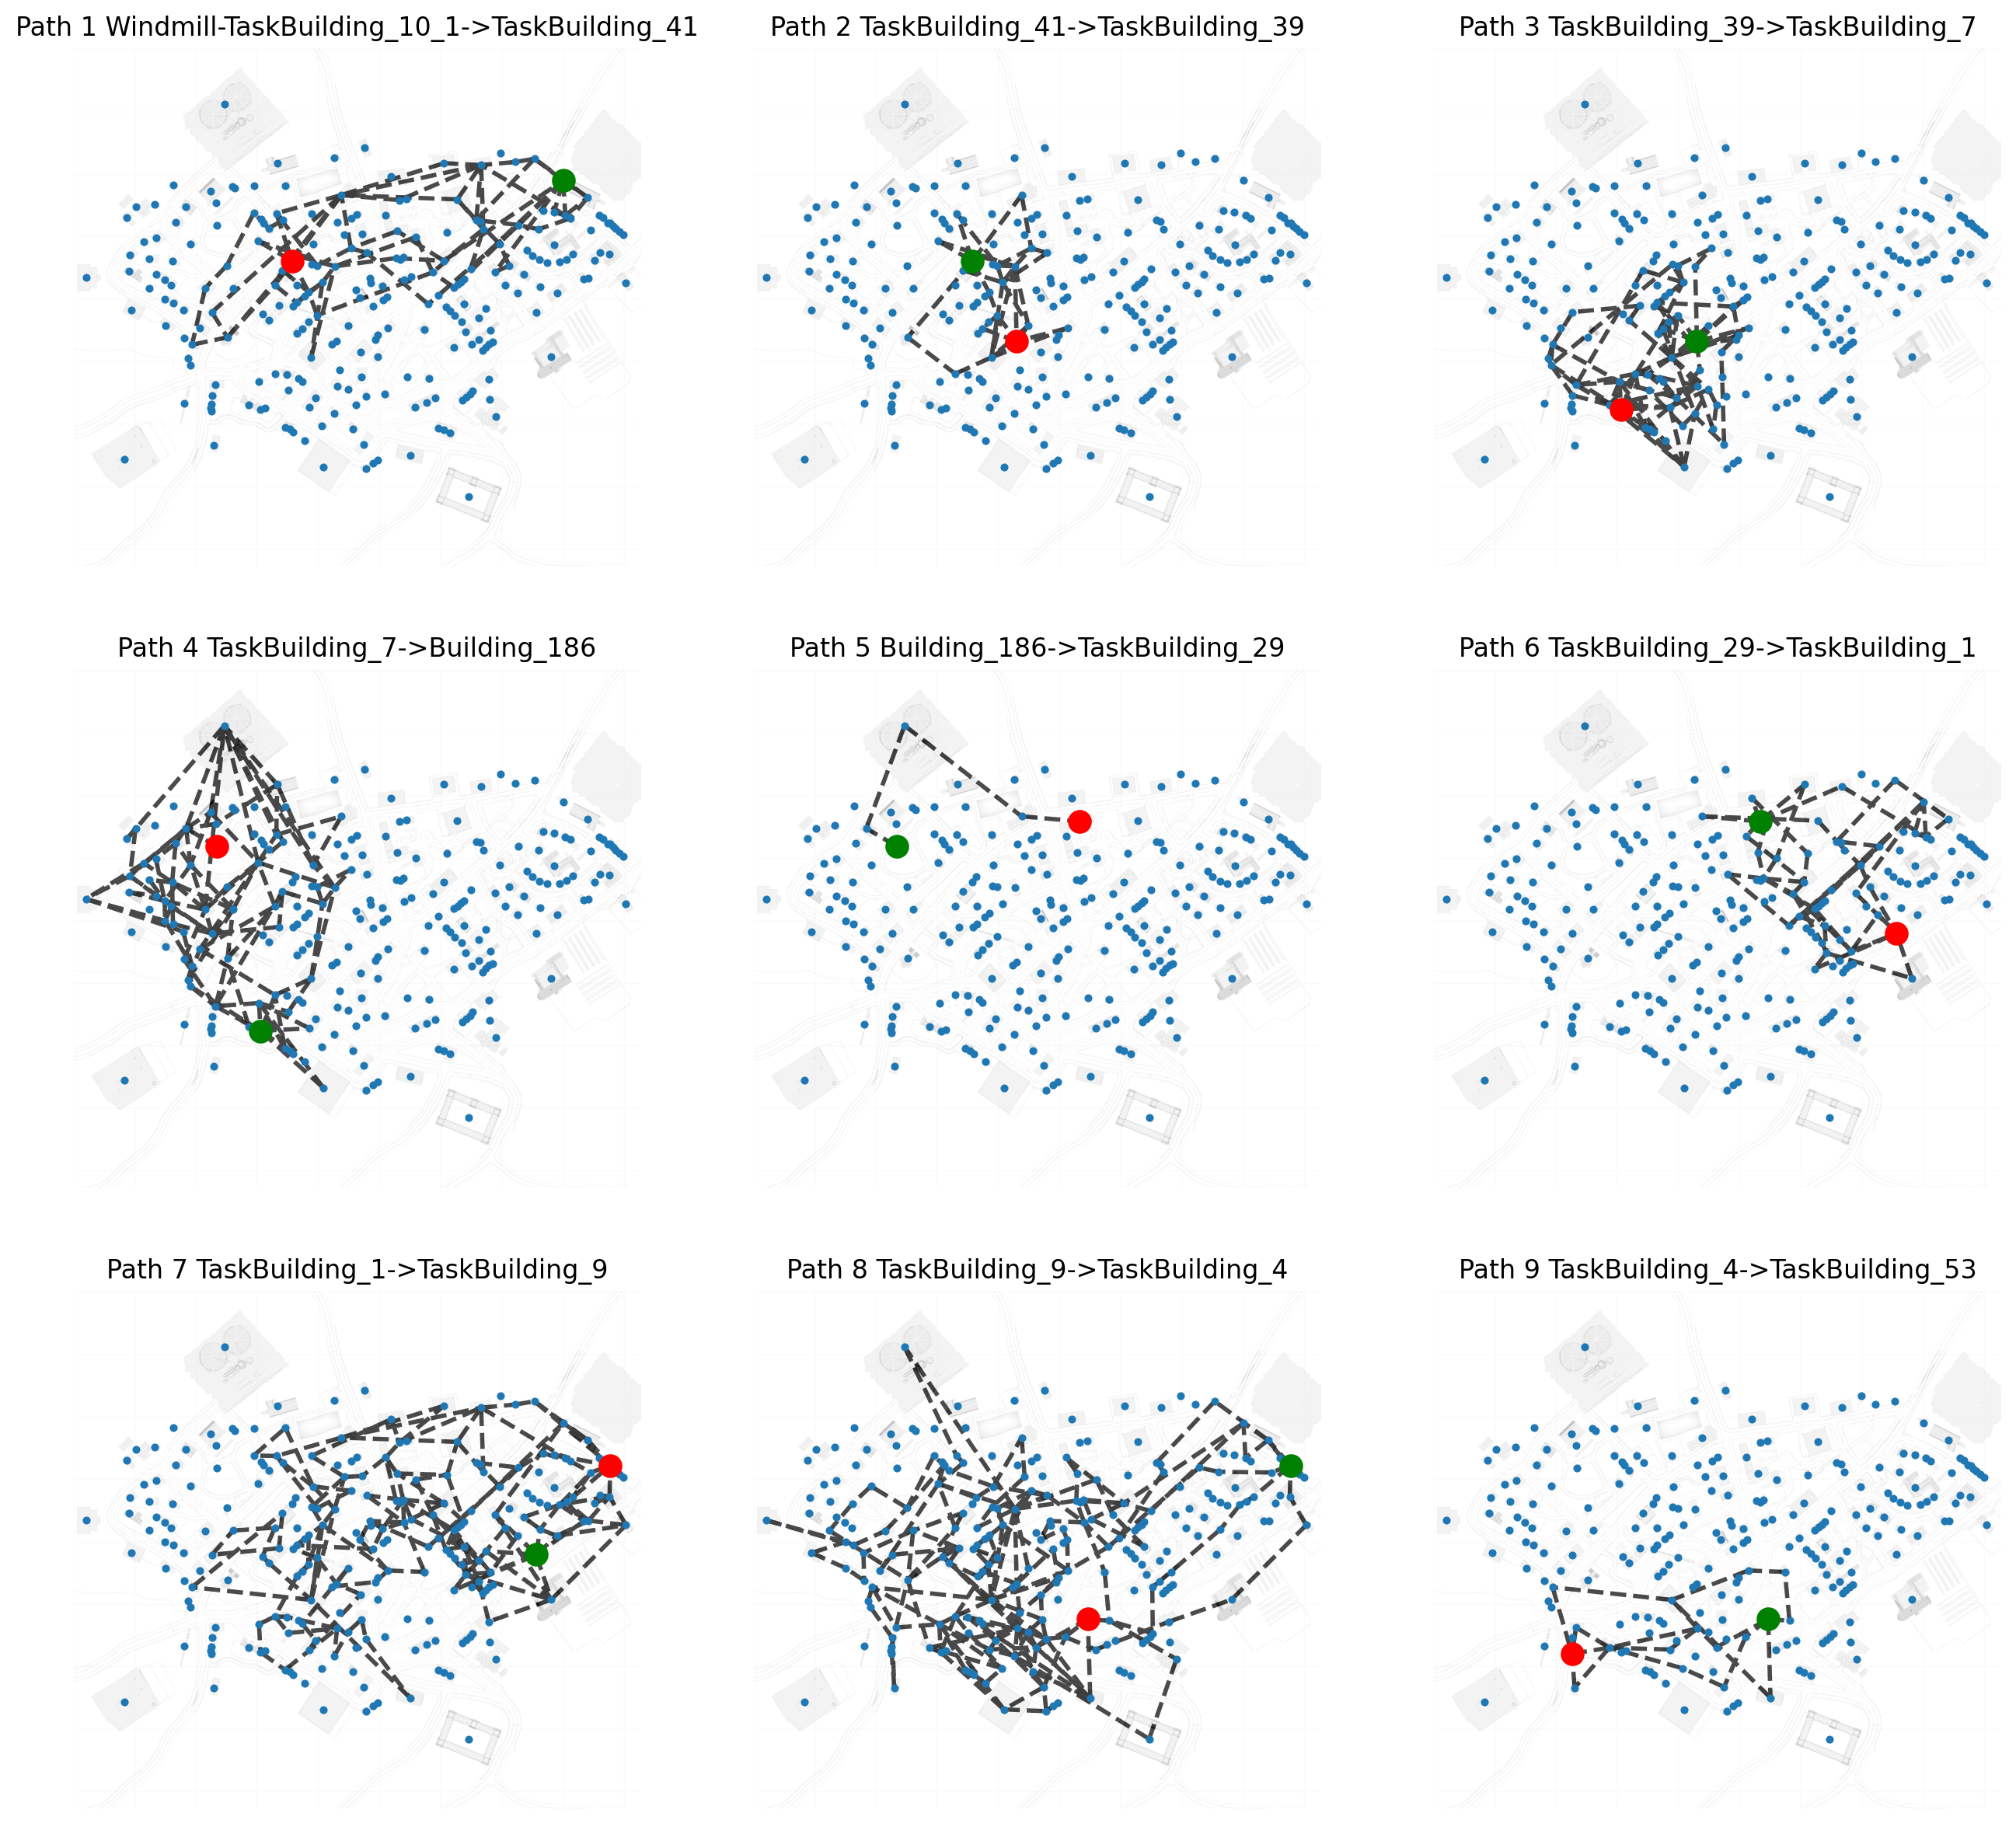 Path 1 Windmill-TaskBuilding_10_1->TaskBuilding_41
Path 2 TaskBuilding_41->TaskBuilding_39
Path 3 TaskBuilding_39->TaskBuilding_7
Path 4 TaskBuilding_7->Building_186
Path 5 Building_186->TaskBuilding_29
Path 6 TaskBuilding_29->TaskBuilding_1
Path 7 TaskBuilding_1->TaskBuilding_9
Path 8 TaskBuilding_9->TaskBuilding_4
Path 9 TaskBuilding_4->TaskBuilding_53